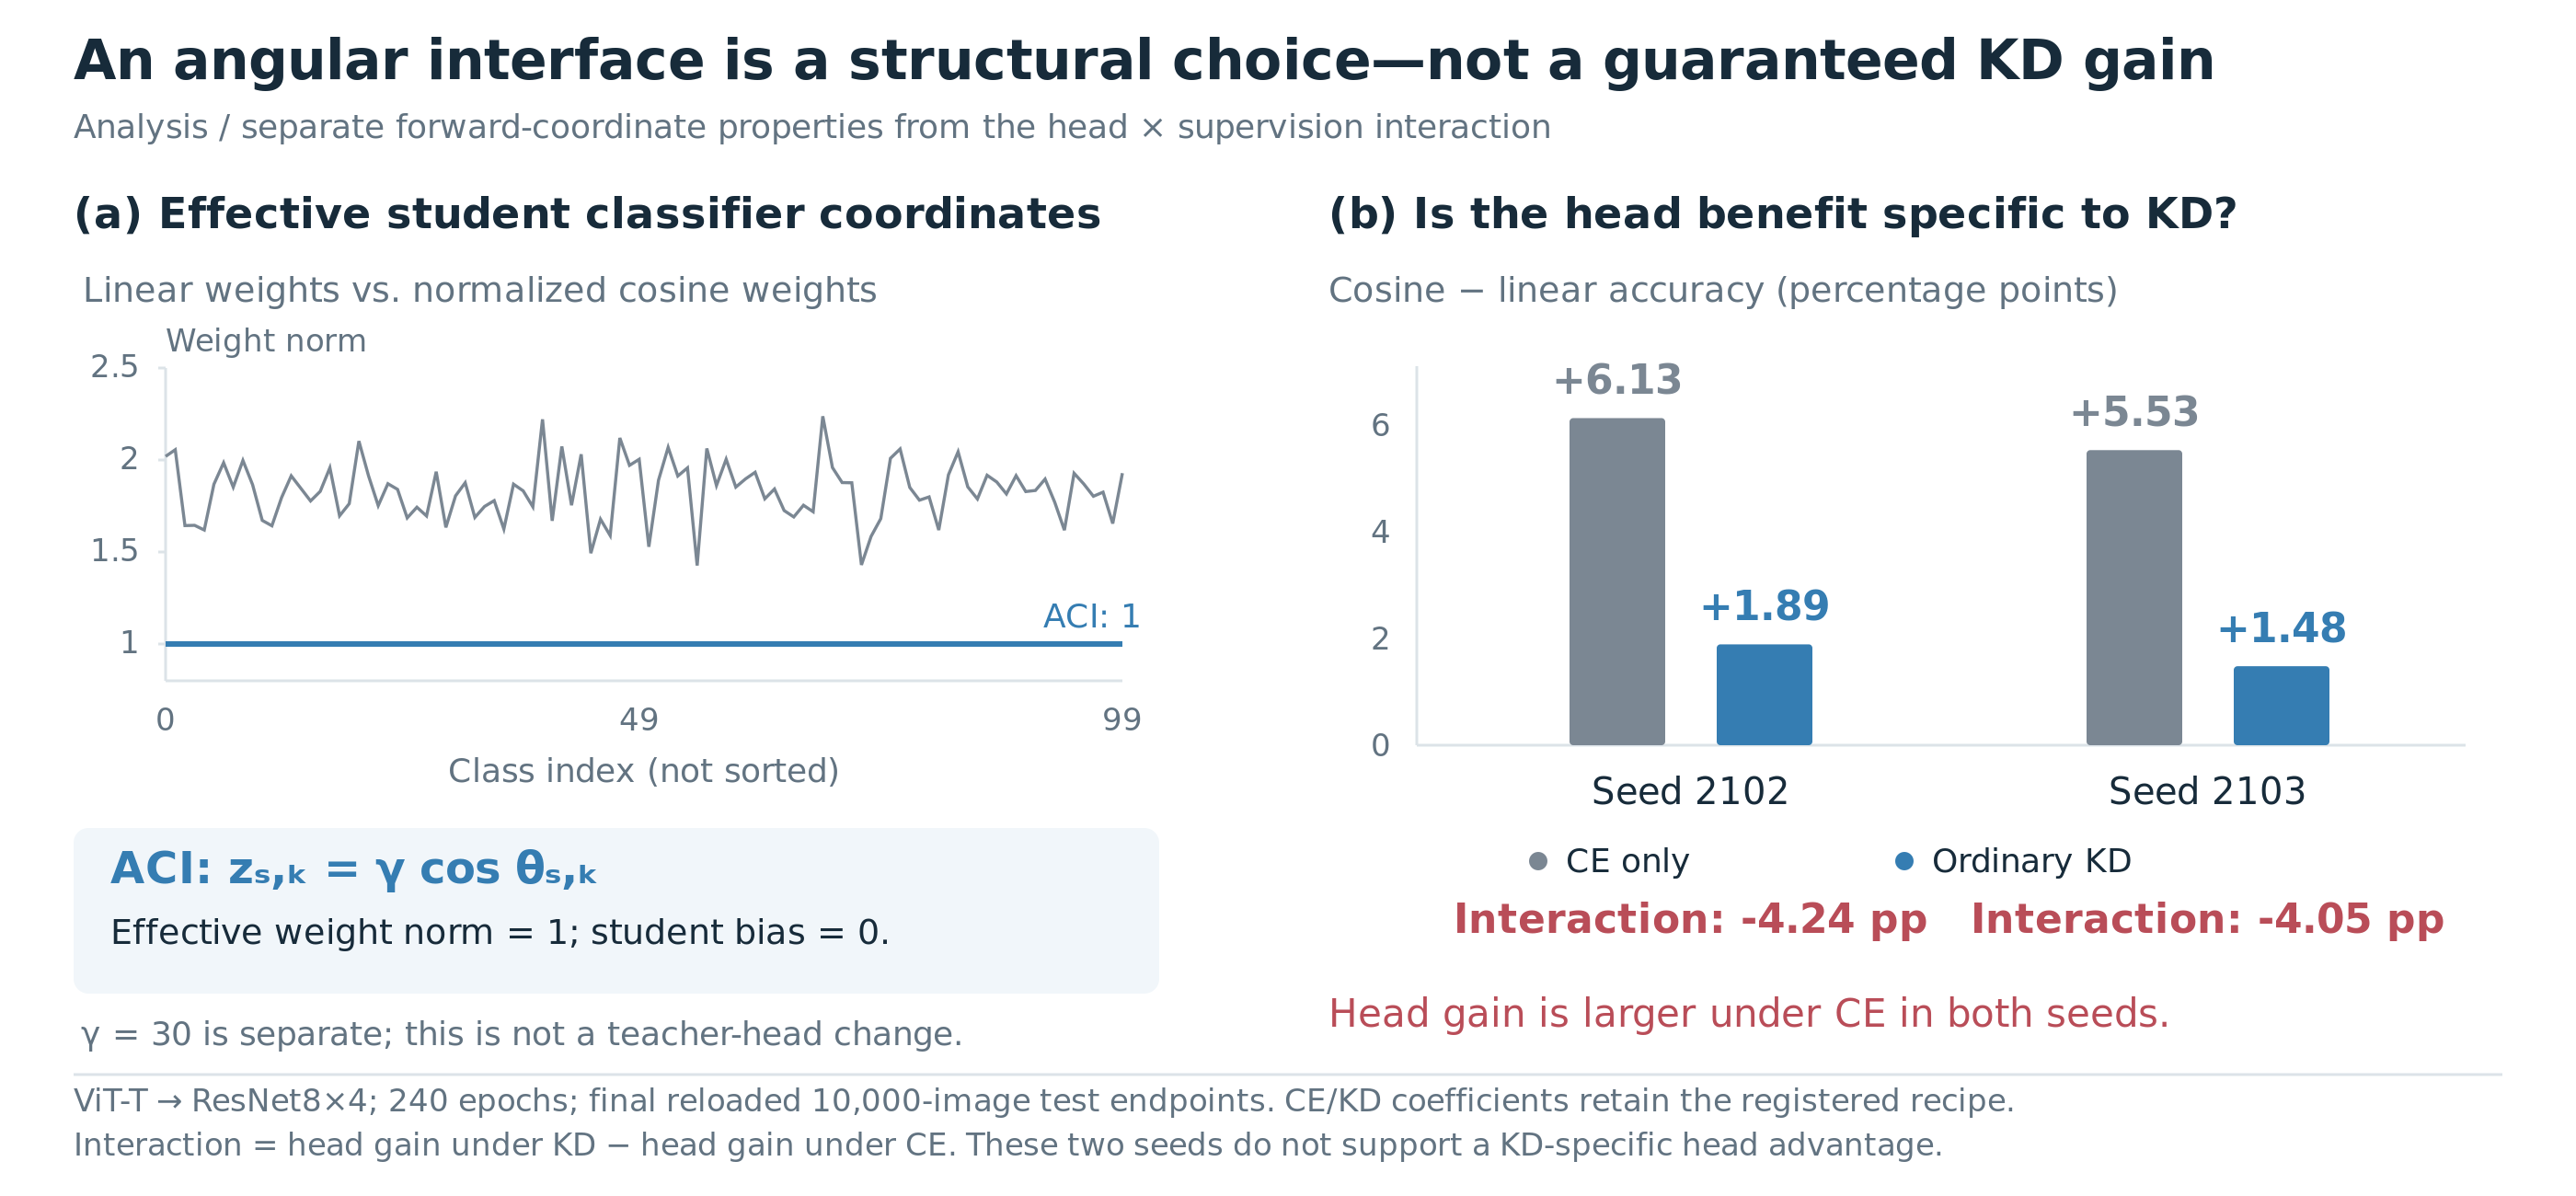 An angular interface is a structural choice—not a guaranteed KD gain
Analysis / separate forward-coordinate properties from the head × supervision interaction
(a) Effective student classifier coordinates
Linear weights vs. normalized cosine weights
Weight norm
2.5
2
1.5
1
ACI: 1
0 49 99
Class index (not sorted)
ACI: zₛ,ₖ = γ cos θₛ,ₖ
Effective weight norm = 1; student bias = 0.
γ = 30 is separate; this is not a teacher-head change.
(b) Is the head benefit specific to KD?
Cosine − linear accuracy (percentage points)
6
4
2
0
+6.13
+1.89
+5.53
+1.48
Seed 2102 Seed 2103
CE only Ordinary KD
Interaction: -4.24 pp Interaction: -4.05 pp
Head gain is larger under CE in both seeds.
ViT-T → ResNet8×4; 240 epochs; final reloaded 10,000-image test endpoints. CE/KD coefficients retain the registered recipe.
Interaction = head gain under KD − head gain under CE. These two seeds do not support a KD-specific head advantage.